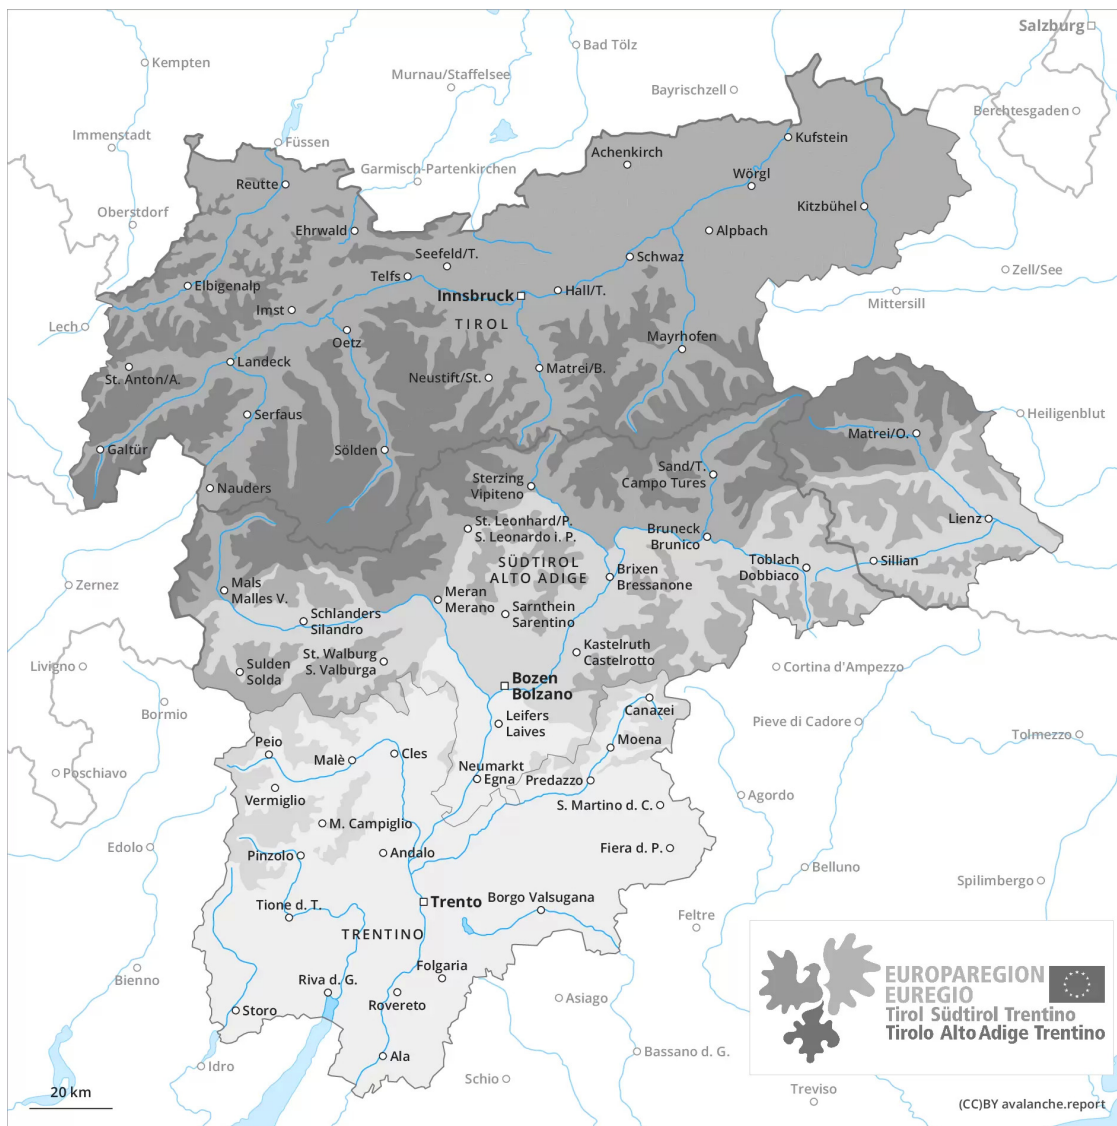 Salzburg
Bad Tölz
Kempten
Murnau/Staffelsee
Bayrischzell
Berchtesgaden
Immenstadt
Füssen
Kufstein
Achenkirch
Garmisch-Partenkirchen
Wörgl
Reutte
Kitzbühel
Oberstdorf
Ehrwald
Alpbach
Seefeld/T.
Schwaz
Zell/See
Telfs
Elbigenalp
Hall/T.
Innsbruck
Mittersill
Imst
TIROL
Lech
Oetz
Mayrhofen
Landeck
Matrei/B.
St. Anton/A.
Neustift/St.
Serfaus
Heiligenblut
Matrei/O.
Galtür
Sölden
Sand/T.
Campo Tures
Sterzing
Vipiteno
Nauders
St. Leonhard/P.
S. Leonardo i. P.
Lienz
Bruneck
Brunico
SÜDTIROL
ALTO ADIGE
Toblach
Dobbiaco
Sillian
Brixen
Bressanone
Zernez
Mals
Malles V.
Meran
Merano
Schlanders
Silandro
Sarnthein
Sarentino
Kastelruth
Castelrotto
St. Walburg
S. Valburga
Livigno
Sulden
Solda
Cortina d'Ampezzo
Bozen
Bolzano
Canazei
Bormio
Leifers
Laives
Pieve di Cadore
Tolmezzo
Moena
Peio
Malè
Cles
Poschiavo
Neumarkt
Egna
Predazzo
Vermiglio
Agordo
S. Martino d. C.
M. Campiglio
Edolo
Pinzolo
Andalo
Fiera d. P.
Belluno
Spilimbergo
Trento
Borgo Valsugana
Tione d. T.
Feltre
TRENTINO
Folgaria
Bienno
Riva d. G.
Rovereto
Asiago
Storo
Ala
Bassano d. G.
Idro
Schio
Treviso
EUROPAREGION
EUREGIO
Tirol Südtirol Trentino
Tirolo Alto Adige Trentino
20 km
(CC)BY avalanche.report